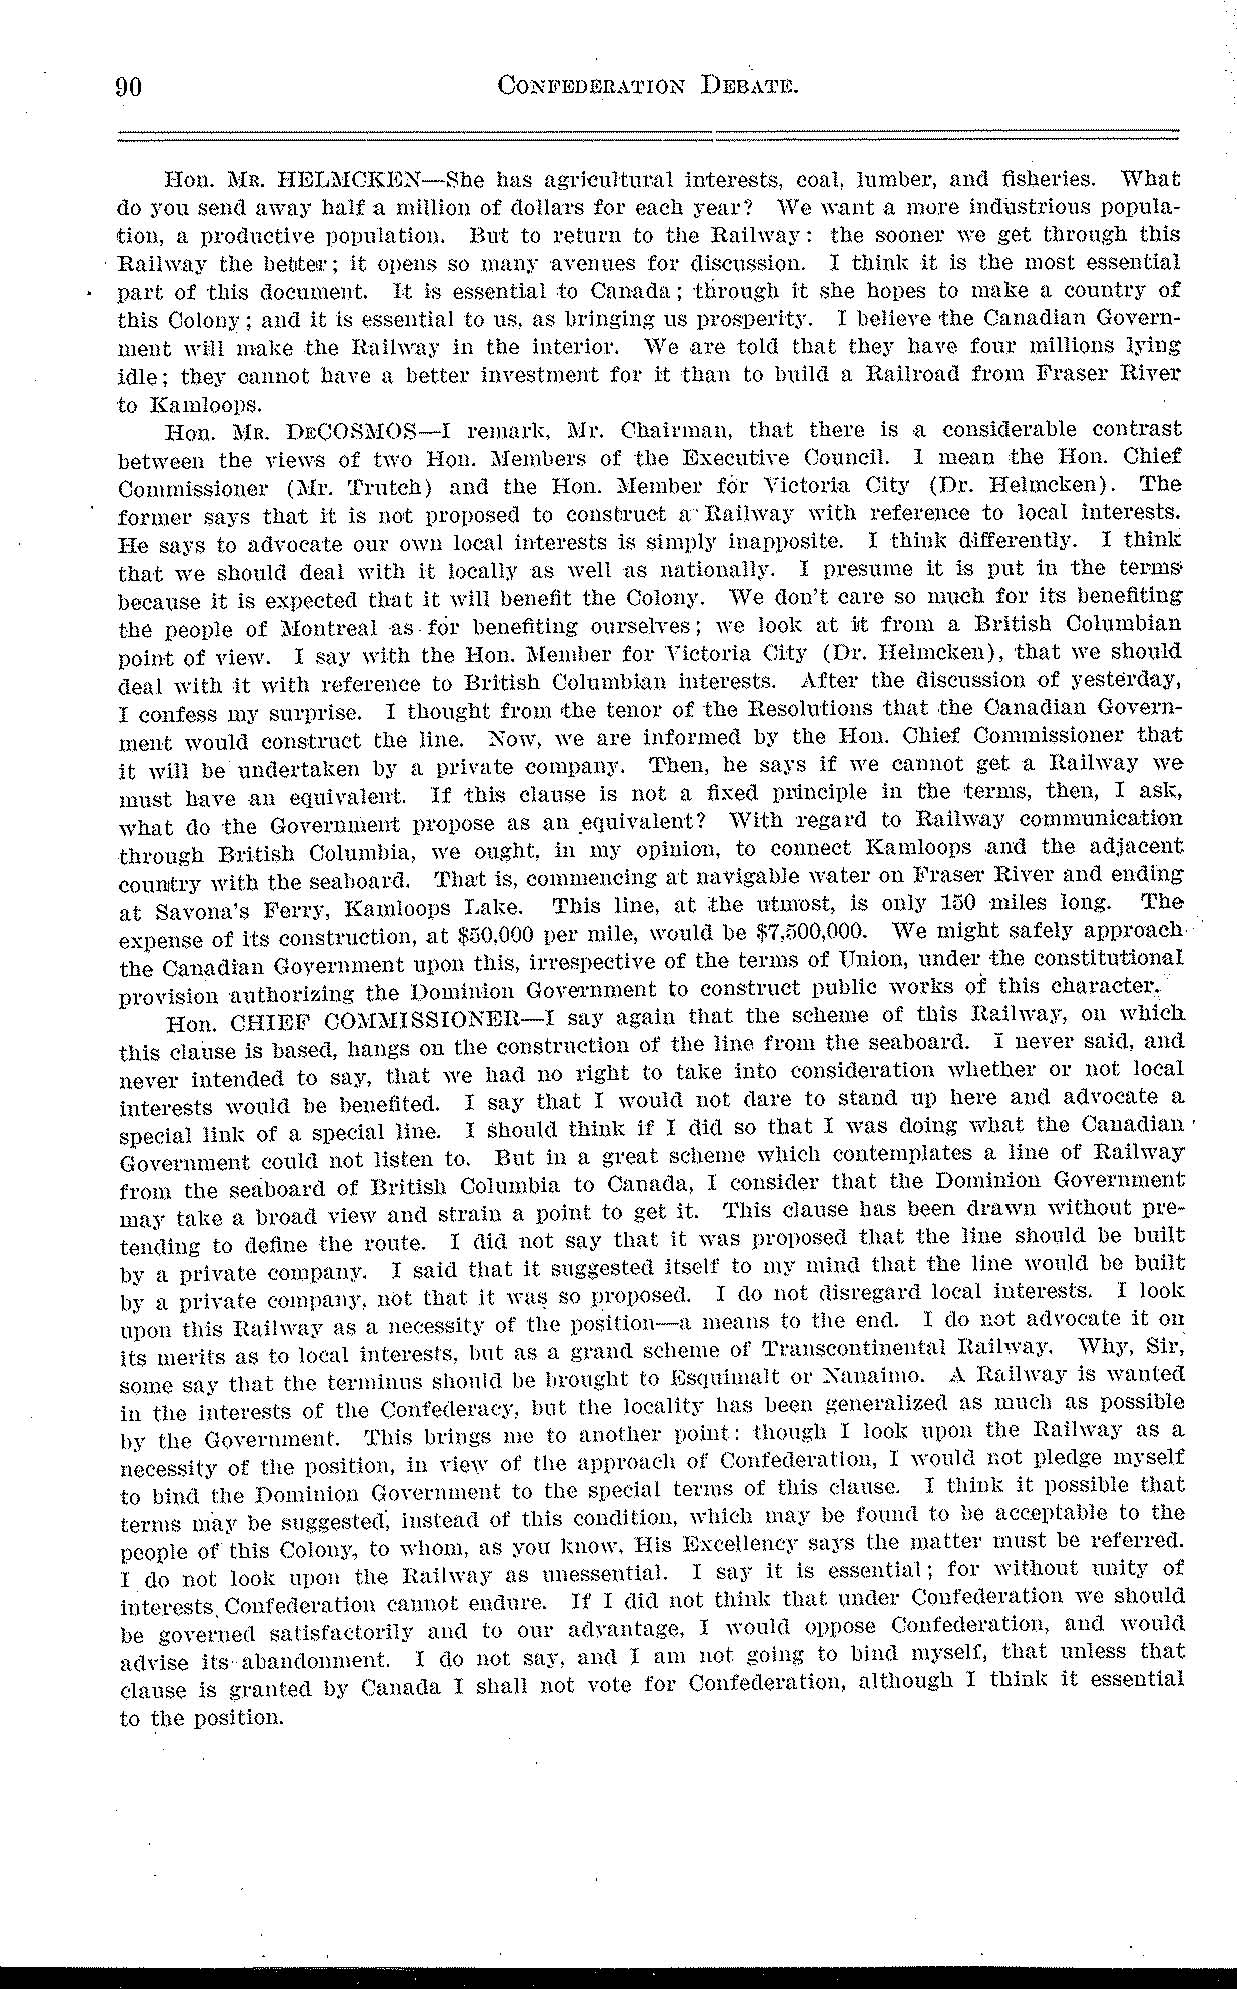 90 CONFEDERATION DEBATE.
Hon. MR. HELMCKEN—She has agricultural interests, coal, lumber, and fisheries. What
do you send away half a million of dollars for each year? We want a more industrious popula-
tion, a productive population. But to return to the Railway: the sooner we get through this
Railway the better; it opens so many avenues for discussion. I think it is the most essential
part of this document. It is essential to Canada; through it she hopes to make a country of
this Colony; and it is essential to us, as bringing us prosperity. I believe the Canadian Govern-
ment will make the Railway in the interior. We are told that they have four millions lying
idle; they cannot have a better investment for it than to build a Railroad from Fraser River
to Kamloops.
Hon. MR. DECOSMOS—I remark, Mr. Chairman, that there is a considerable contrast
between the views of two Hon. Members of the Executive Council. I mean the Hon. Chief
Commissioner (Mr. Trutch) and the Hon. Member for Victoria City (Dr. Helmcken). The
former says that it is not proposed to construct a Railway with reference to local interests.
He says to advocate our own local interests is simply inapposite. I think differently. I think
that we should deal with it locally as well as nationally. I presume it is put in the terms
because it is expected that it will benefit the Colony. We don't care so much for its benefiting
the people of Montreal as for benefiting ourselves; we look at it from a British Columbian
point of view. I say with the Hon. Member for Victoria City (Dr. Helmcken), that we should
deal with it with reference to British Columbian interests. After the discussion of yesterday,
I confess my surprise. I thought from the tenor of the Resolutions that the Canadian Govern-
ment would construct the line. Now, we are informed by the Hon. Chief Commissioner that
it will be undertaken by a private company. Then, he says if we cannot get a Railway we
must have an equivalent. If this clause is not a fixed principle in the terms, then, I ask,
what do the Government propose as an equivalent? With regard to Railway communication
through British Columbia, we ought, in my opinion, to connect Kamloops and the adjacent
country with the seaboard. That is, commencing at navigable water on Fraser River and ending
at Savona's Ferry, Kamloops Lake. This line, at the utmost, is only 150 miles long. The
expense of its construction, at $50,000 per mile, would be $7,500,000. We might safely approach
the Canadian Government upon this, irrespective of the terms of Union, under the constitutional
provision authorizing the Dominion Government to construct public works of this character.
Hon. CHIEF COMMISSIONER—I say again that the scheme of this Railway, on which
this clause is based, hangs on the construction of the line from the seaboard. I never said, and
never intended to say, that we had no right to take into consideration whether or not local
interests would be benefited. I say that I would not dare to stand up here and advocate a
special link of a special line. I should think if I did so that I was doing what the Canadian
Government could not listen to. But in a great scheme which contemplates a line of Railway
from the seaboard of British Columbia to Canada, I consider that the Dominion Government
may take a broad view and strain a point to get it. This clause has been drawn without pre-
tending to define the route. I did not say that it was proposed that the line should be built
by a private company. I said that it suggested itself to my mind that the line would be built
by a private company, not that it was so proposed. I do not disregard local interests. I look
upon this Railway as a necessity of the position—a means to the end. I do not advocate it on
its merits as to local interests, but as a grand scheme of Transcontinental Railway. Why, Sir,
some say that the terminus should be brought to Esquimalt or Nanaimo. A Railway is wanted
in the interests of the Confederacy, but the locality has been generalized as much as possible
by the Government. This brings me to another point: though I look upon the Railway as a
necessity of the position, in view of the approach of Confederation, I would not pledge myself
to bind the Dominion Government to the special terms of this clause. I think it possible that
terms may be suggested, instead of this condition, which may be found to be acceptable to the
people of this Colony, to whom, as you know, His Excellency says the matter must be referred.
I do not look upon the Railway as unessential. I say it is essential; for without unity of
interests Confederation cannot endure. If I did not think that under Confederation we should
be governed satisfactorily and to our advantage, I would oppose Confederation, and would
advise its abandonment. I do not say, and I am not going to bind myself, that unless that
clause is granted by Canada I shall not vote for Confederation, although I think it essential
to the position.